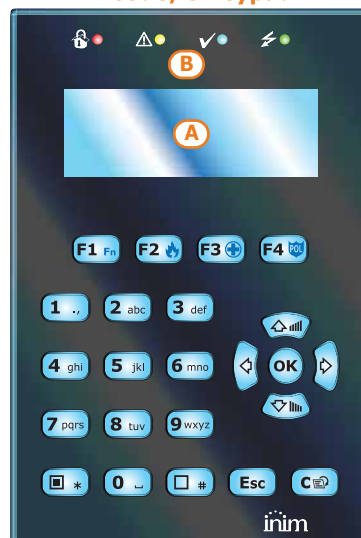 B
A
F1 Fn F2 F3 F4 POL
1 ., 2 abc 3 def
4 ghi 5 jkl 6 mno OK
7 pqrs 8 tuv 9 wxyz
* 0 ⎵ # Esc C
inim